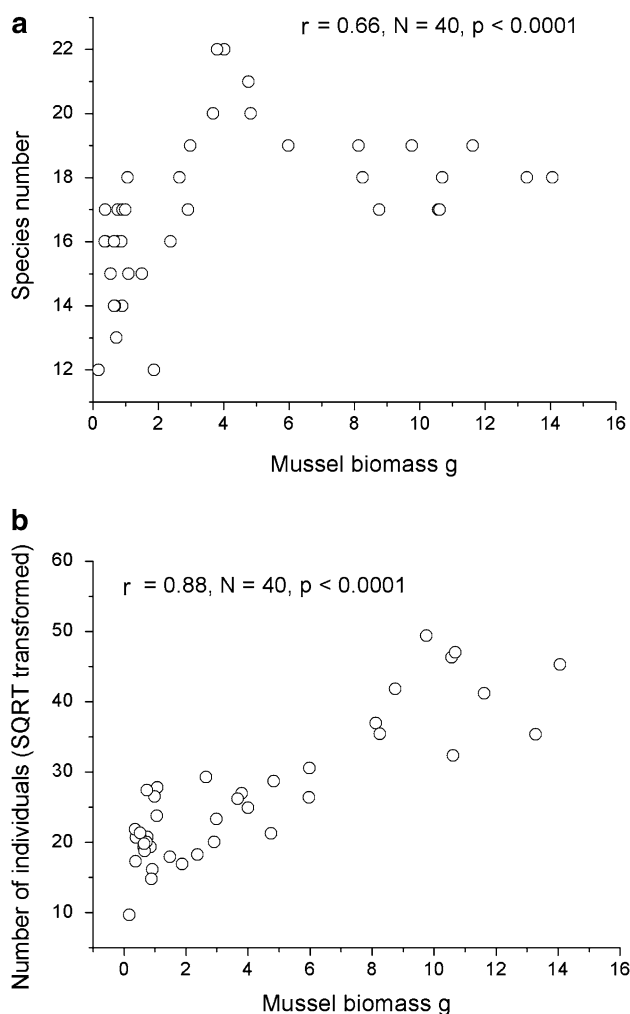 a
r = 0.66, N = 40, p < 0.0001
22
20
18
16
14
12
Species number
0 2 4 6 8 10 12 14 16
Mussel biomass g
b
60
r = 0.88, N = 40, p < 0.0001
50
40
30
20
10
Number of individuals (SQRT transformed)
0 2 4 6 8 10 12 14 16
Mussel biomass g